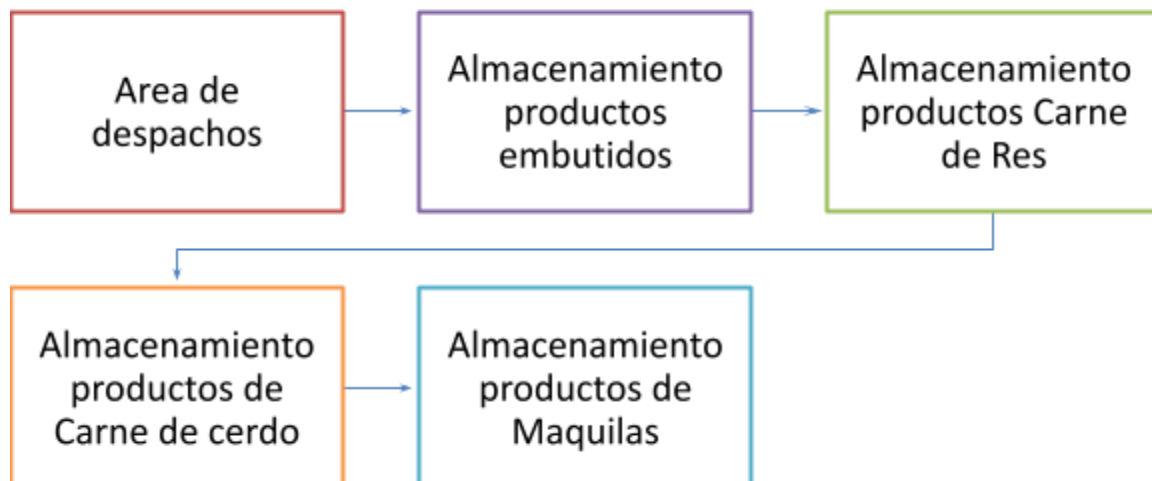 Area de
despachos
Almacenamiento
productos
embutidos
Almacenamiento
productos Carne
de Res
Almacenamiento
productos de
Carne de cerdo
Almacenamiento
productos de
Maquilas